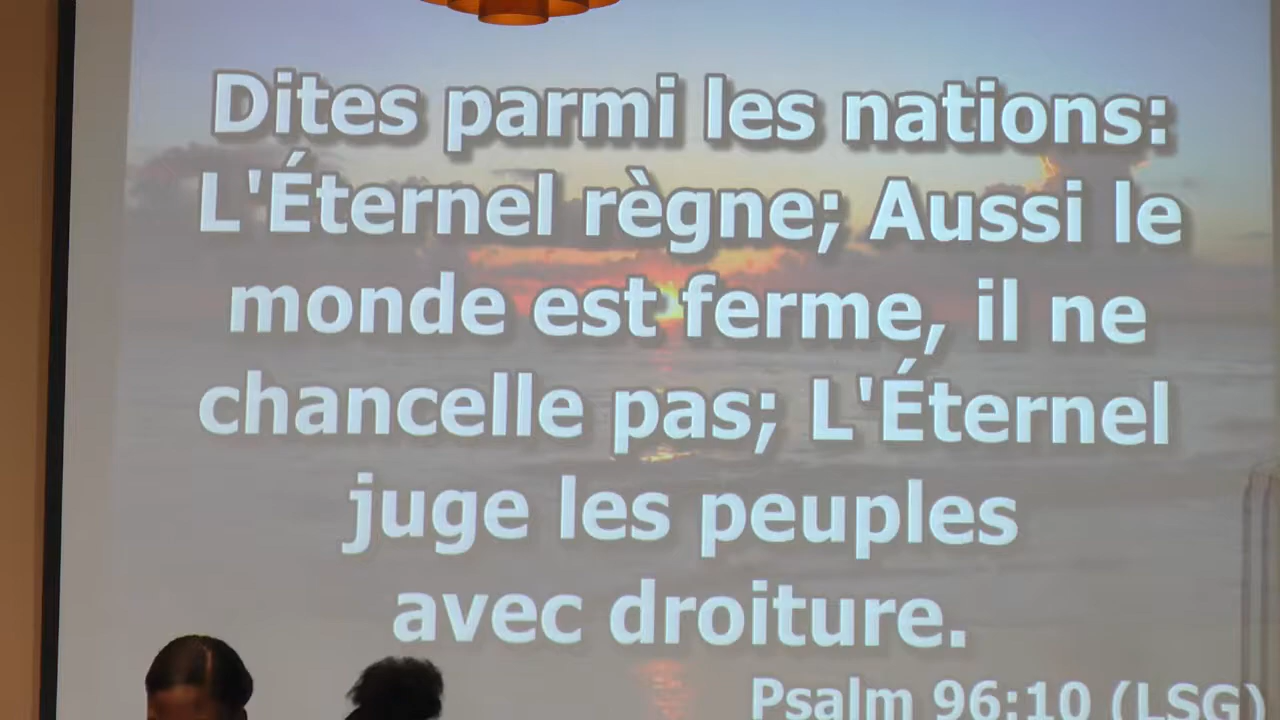 Dites parmi les nations:
L'Éternel règne; Aussi le
monde est ferme, il ne
chancelle pas; L'Éternel
juge les peuples
avec droiture.
Psalm 96:10 (LSG)